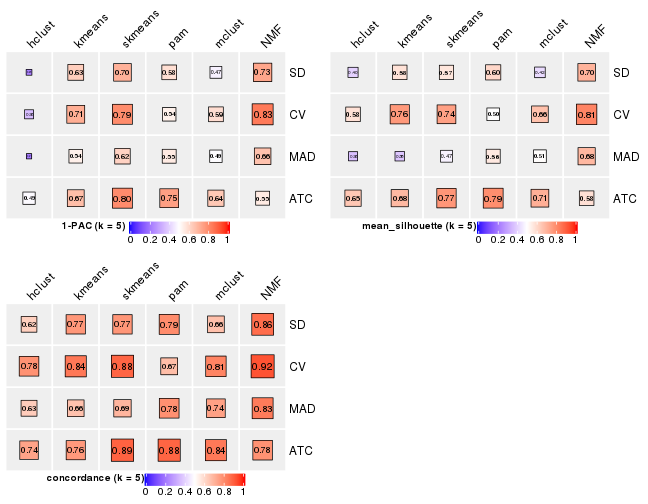 hclust kmeans skmeans pam mclust NMF
0.63 0.70 0.58 0.47 0.73 SD
0.71 0.79 0.54 0.59 0.83 CV
0.54 0.62 0.55 0.49 0.66 MAD
0.49 0.67 0.80 0.75 0.64 0.55 ATC
1-PAC (k = 5)
0 0.2 0.4 0.6 0.8 1
hclust kmeans skmeans pam mclust NMF
0.56 0.57 0.60 0.70 SD
0.58 0.76 0.74 0.50 0.66 0.81 CV
0.47 0.56 0.51 0.68 MAD
0.65 0.68 0.77 0.79 0.71 0.58 ATC
mean_silhouette (k = 5)
0 0.2 0.4 0.6 0.8 1
hclust kmeans skmeans pam mclust NMF
0.62 0.77 0.77 0.79 0.66 0.86 SD
0.78 0.84 0.88 0.67 0.81 0.92 CV
0.63 0.66 0.69 0.78 0.74 0.83 MAD
0.74 0.76 0.89 0.88 0.84 0.78 ATC
concordance (k = 5)
0 0.2 0.4 0.6 0.8 1